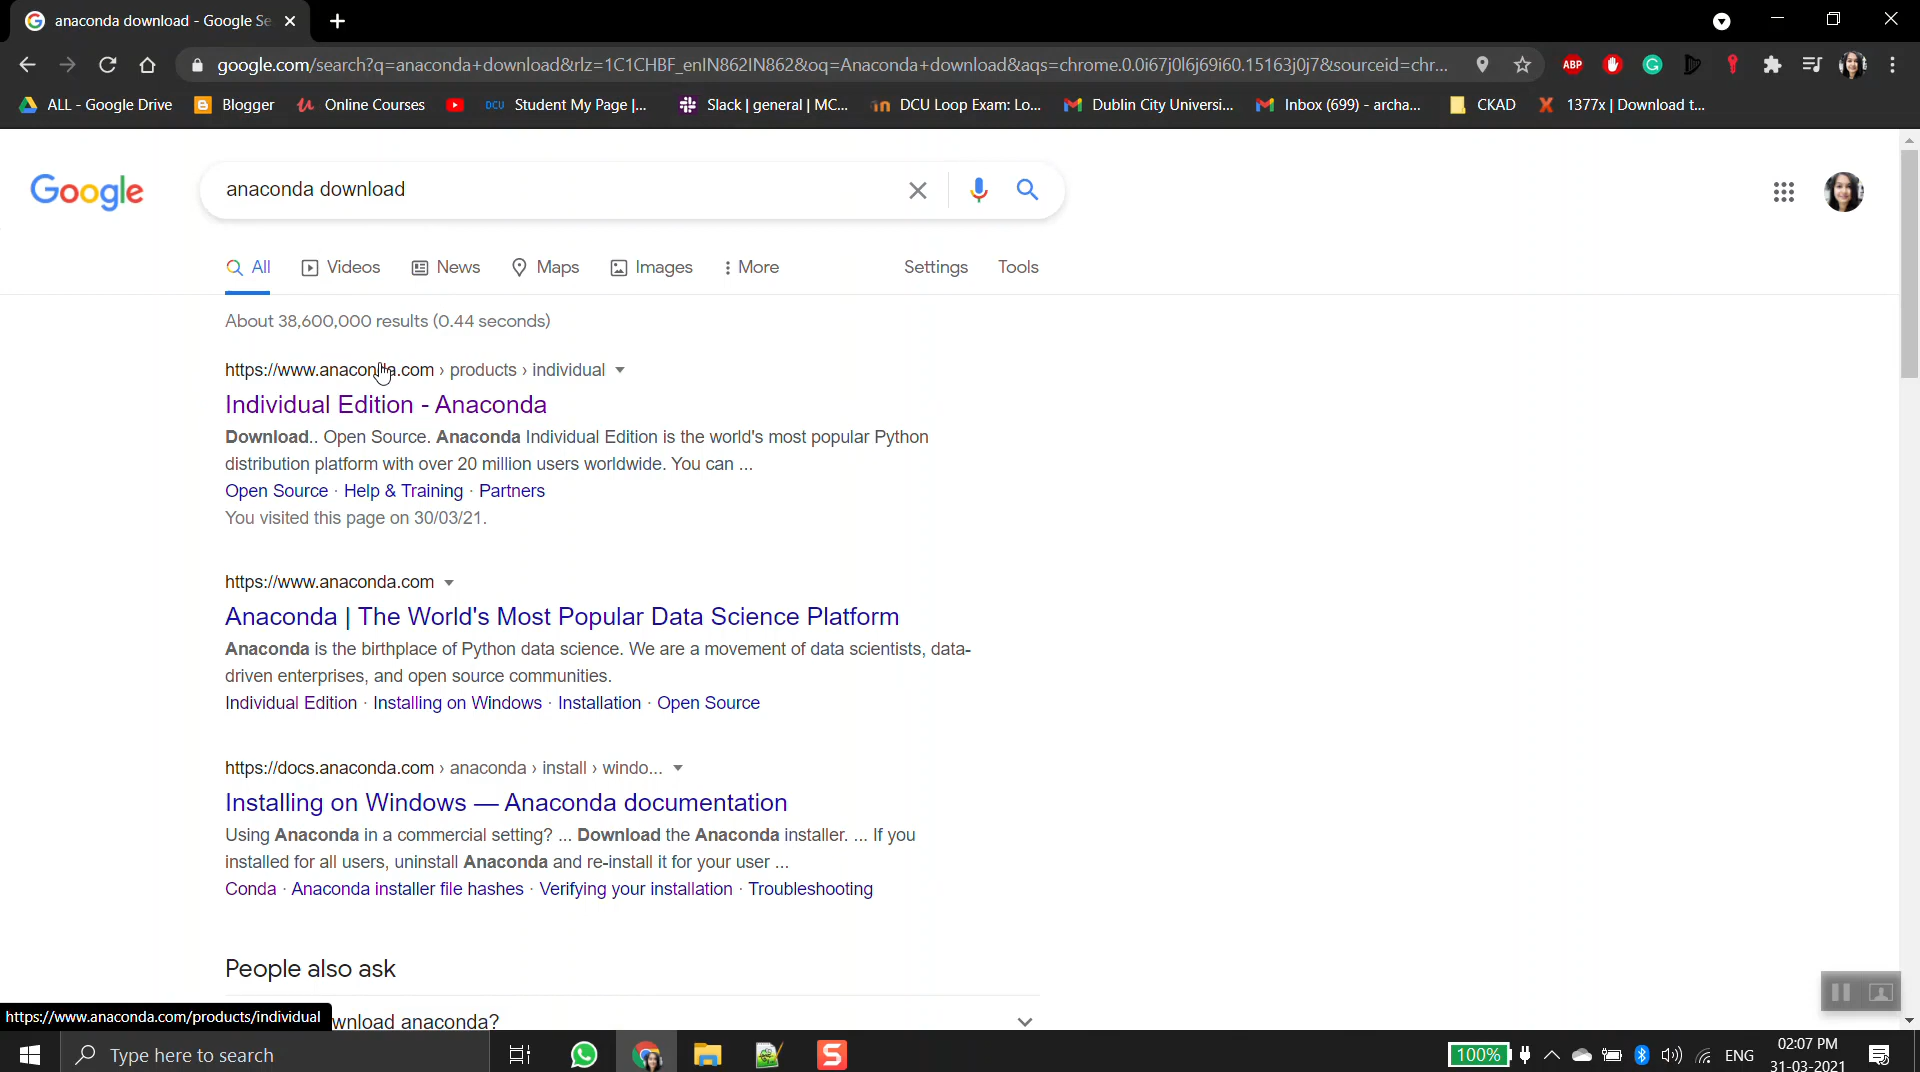 anaconda download - Google Se
google.com/search?q=anaconda+download&rlz=1C1CHBF_enIN862IN862&oq=Anaconda+download&aqs=chrome.0.0i67j0l6j69i60.15163j0j7&sourceid=chr...
ABP
ALL - Google Drive
Blogger
Online Courses
DCU Student My Page |...
Slack | general | MC...
DCU Loop Exam: Lo...
Dublin City Universi...
Inbox (699) - archa...
CKAD
1377x | Download t...
Google
anaconda download
All Videos News Maps Images More Settings Tools
About 38,600,000 results (0.44 seconds)
https://www.anaconda.com › products › individual
Individual Edition - Anaconda
Download.. Open Source. Anaconda Individual Edition is the world's most popular Python
distribution platform with over 20 million users worldwide. You can ...
Open Source · Help & Training · Partners
You visited this page on 30/03/21.
https://www.anaconda.com
Anaconda | The World's Most Popular Data Science Platform
Anaconda is the birthplace of Python data science. We are a movement of data scientists, data-
driven enterprises, and open source communities.
Individual Edition · Installing on Windows · Installation · Open Source
https://docs.anaconda.com › anaconda › install › windo...
Installing on Windows — Anaconda documentation
Using Anaconda in a commercial setting? ... Download the Anaconda installer. ... If you
installed for all users, uninstall Anaconda and re-install it for your user ...
Conda · Anaconda installer file hashes · Verifying your installation · Troubleshooting
People also ask
wnload anaconda?
https://www.anaconda.com/products/individual
Type here to search
S
100%
ENG
02:07 PM
31-03-2021